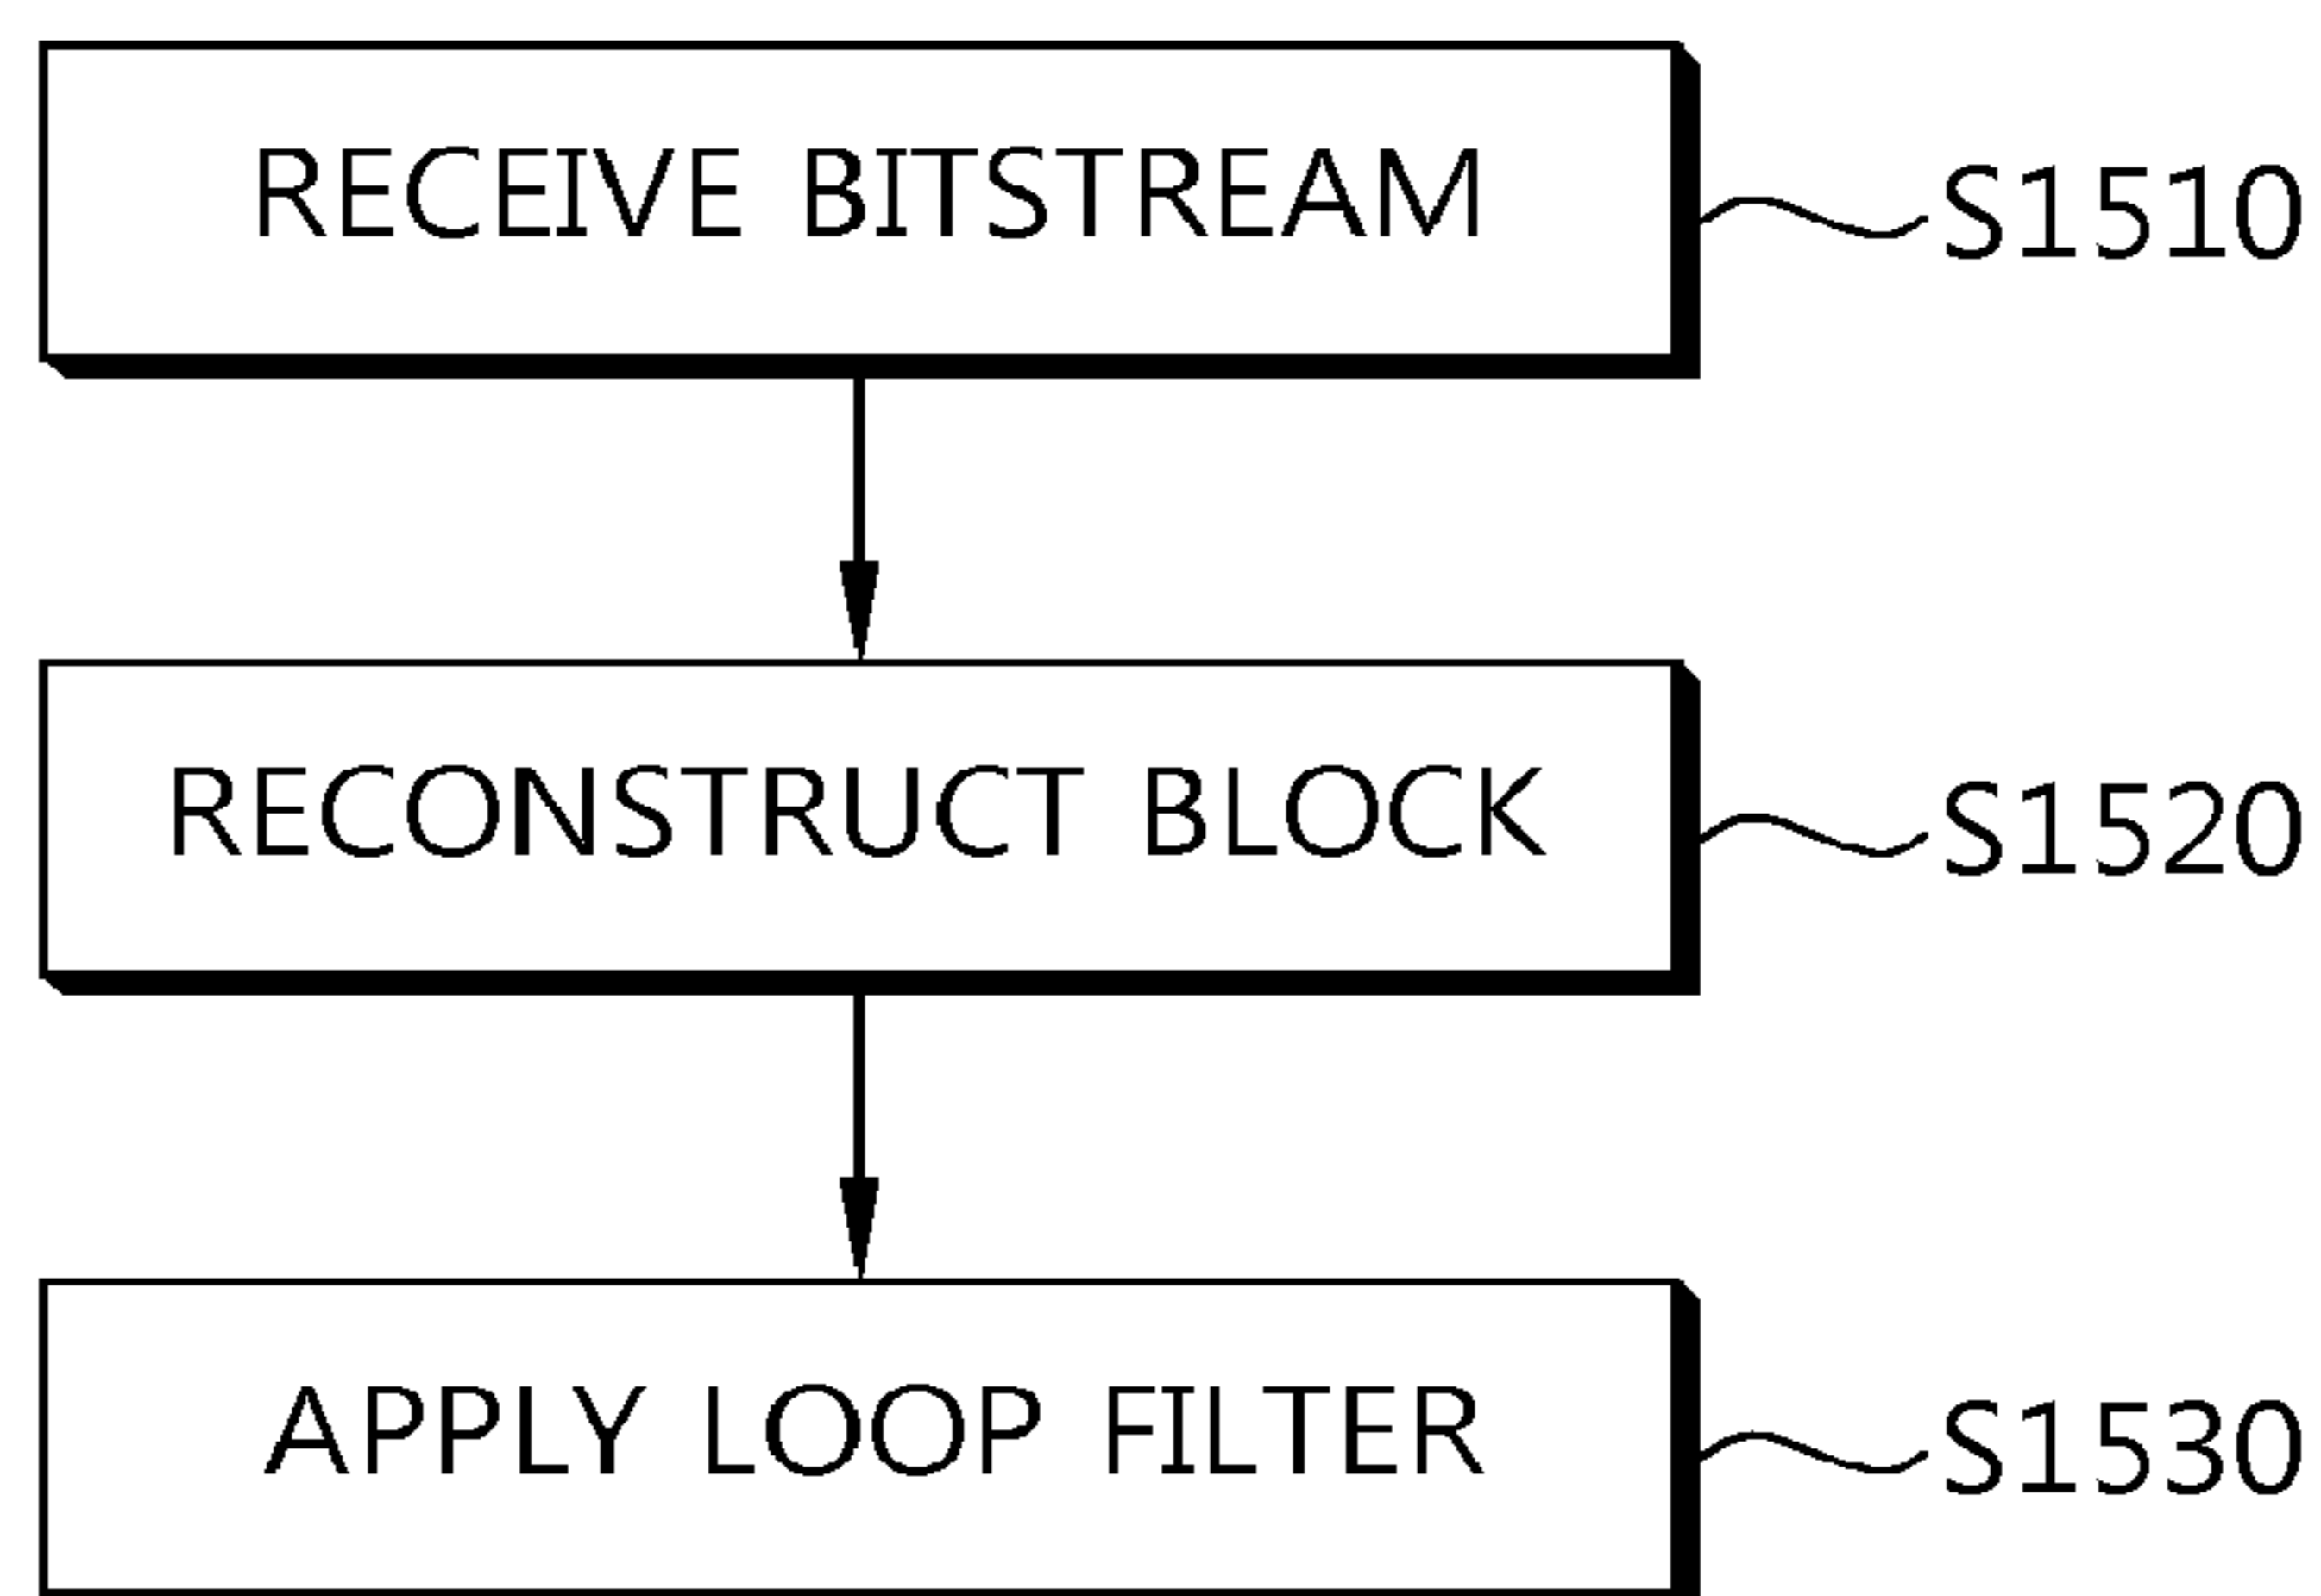 RECEIVE BITSTREAM
S1510
RECONSTRUCT BLOCK
S1520
APPLY LOOP FILTER
S1530